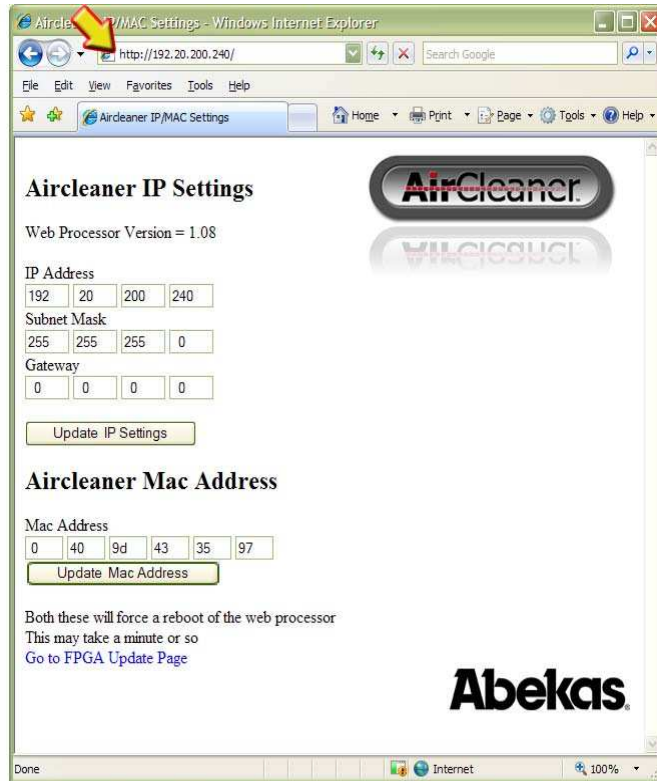 Aircleaner IP/MAC Settings - Windows Internet Explorer
http://192.20.200.240/
Search Google
File Edit View Favorites Tools Help
Aircleaner IP/MAC Settings
Home Print Page Tools Help
Aircleaner IP Settings
AirCleaner.
Web Processor Version = 1.08
IP Address
192 20 200 240
Subnet Mask
255 255 255 0
Gateway
0 0 0 0
Update IP Settings
Aircleaner Mac Address
Mac Address
0 40 9d 43 35 97
Update Mac Address
Both these will force a reboot of the web processor
This may take a minute or so
Go to FPGA Update Page
Abekas®
Done Internet 100%